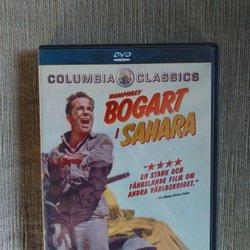 DVD
COLUMBIA CLASSICS
HUMPHREY
BOGART
I SAHARA
"★★★★
EN STARK OCH
FÄNGSLANDE FILM OM
ANDRA VÄRLDSKRIGET."